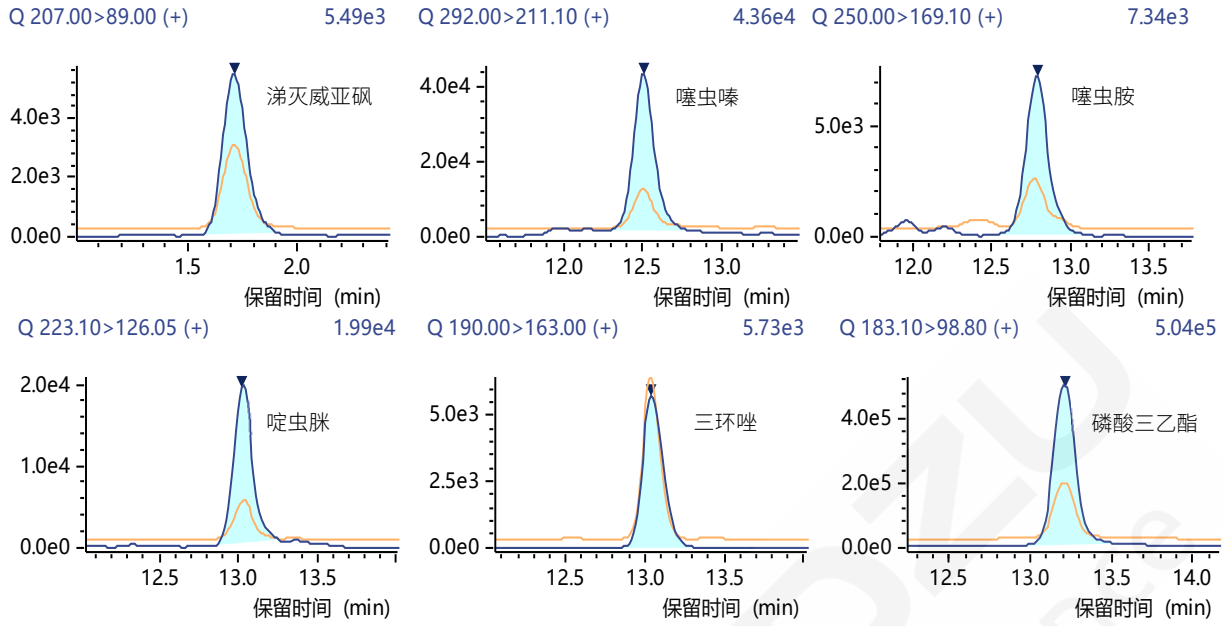 Q 207.00>89.00 (+) 5.49e3
涕灭威亚砜
4.0e3
2.0e3
0.0e0
1.5 2.0
保留时间 (min)
Q 292.00>211.10 (+) 4.36e4
噻虫嗪
4.0e4
2.0e4
0.0e0
12.0 12.5 13.0
保留时间 (min)
Q 250.00>169.10 (+) 7.34e3
噻虫胺
5.0e3
0.0e0
12.0 12.5 13.0 13.5
保留时间 (min)
Q 223.10>126.05 (+) 1.99e4
2.0e4
啶虫脒
1.0e4
0.0e0
12.5 13.0 13.5
保留时间 (min)
Q 190.00>163.00 (+) 5.73e3
5.0e3
三环唑
2.5e3
0.0e0
12.5 13.0 13.5
保留时间 (min)
Q 183.10>98.80 (+) 5.04e5
4.0e5
磷酸三乙酯
2.0e5
0.0e0
12.5 13.0 13.5 14.0
保留时间 (min)